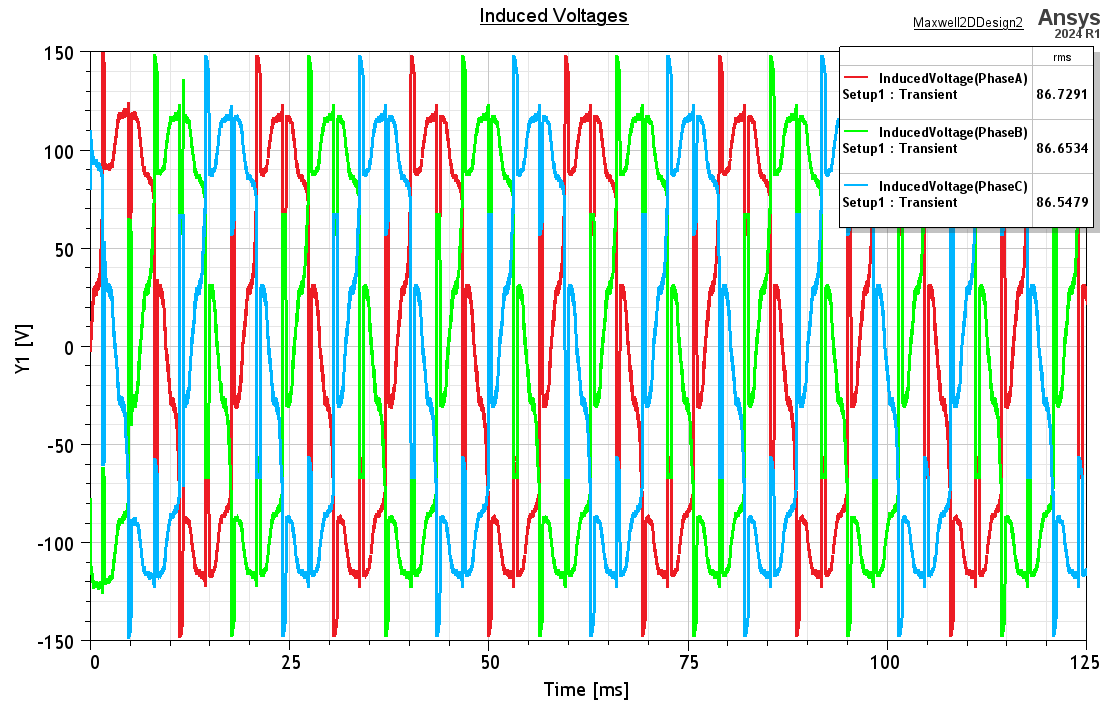 Induced Voltages
Maxwell2DDesign2
Ansys
2024 R1
rms
InducedVoltage(PhaseA)
Setup1 : Transient 86.7291
InducedVoltage(PhaseB)
Setup1 : Transient 86.6534
InducedVoltage(PhaseC)
Setup1 : Transient 86.5479
150
100
50
0
-50
-100
-150
Y1 [V]
0 25 50 75 100 125
Time [ms]